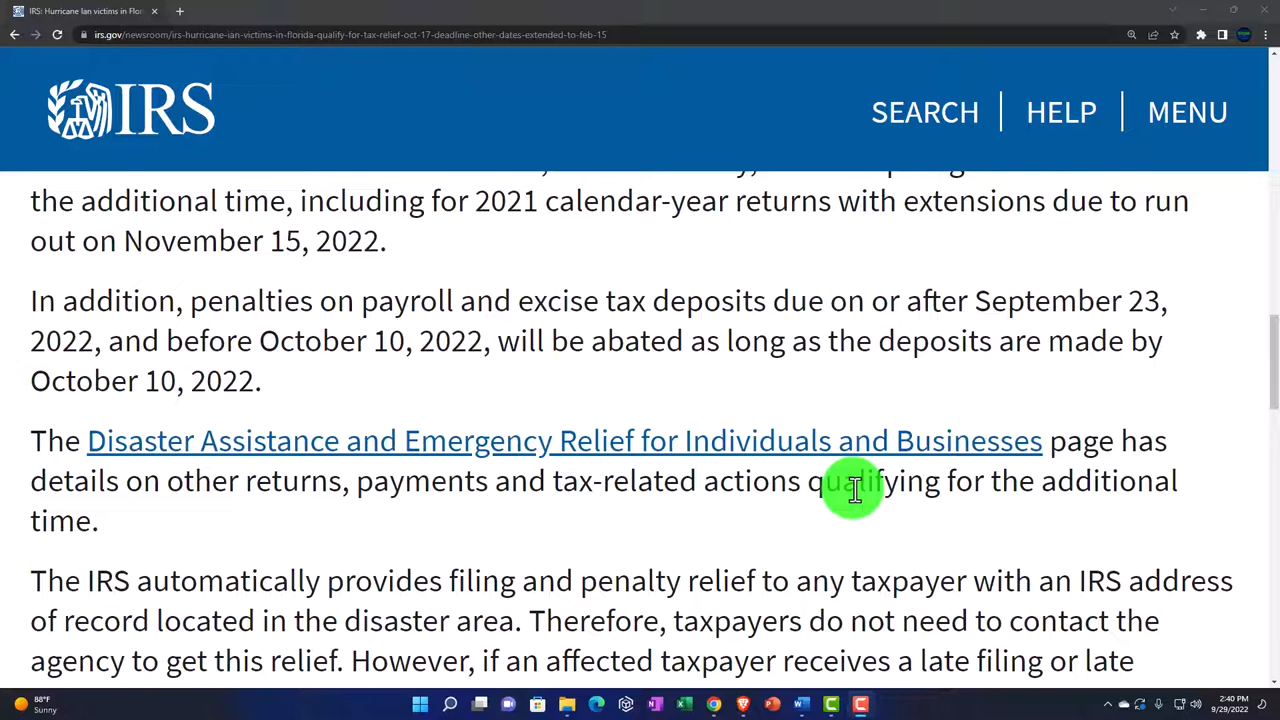 IRS: Hurricane Ian victims in Flor
irs.gov/newsroom/irs-hurricane-ian-victims-in-florida-qualify-for-tax-relief-oct-17-deadline-other-dates-extended-to-feb-15
IRS
SEARCH
HELP
MENU
the additional time, including for 2021 calendar-year returns with extensions due to run
out on November 15, 2022.
In addition, penalties on payroll and excise tax deposits due on or after September 23,
2022, and before October 10, 2022, will be abated as long as the deposits are made by
October 10, 2022.
The Disaster Assistance and Emergency Relief for Individuals and Businesses page has
details on other returns, payments and tax-related actions qualifying for the additional
time.
The IRS automatically provides filing and penalty relief to any taxpayer with an IRS address
of record located in the disaster area. Therefore, taxpayers do not need to contact the
agency to get this relief. However, if an affected taxpayer receives a late filing or late
88°F
Sunny
2:40 PM
9/29/2022